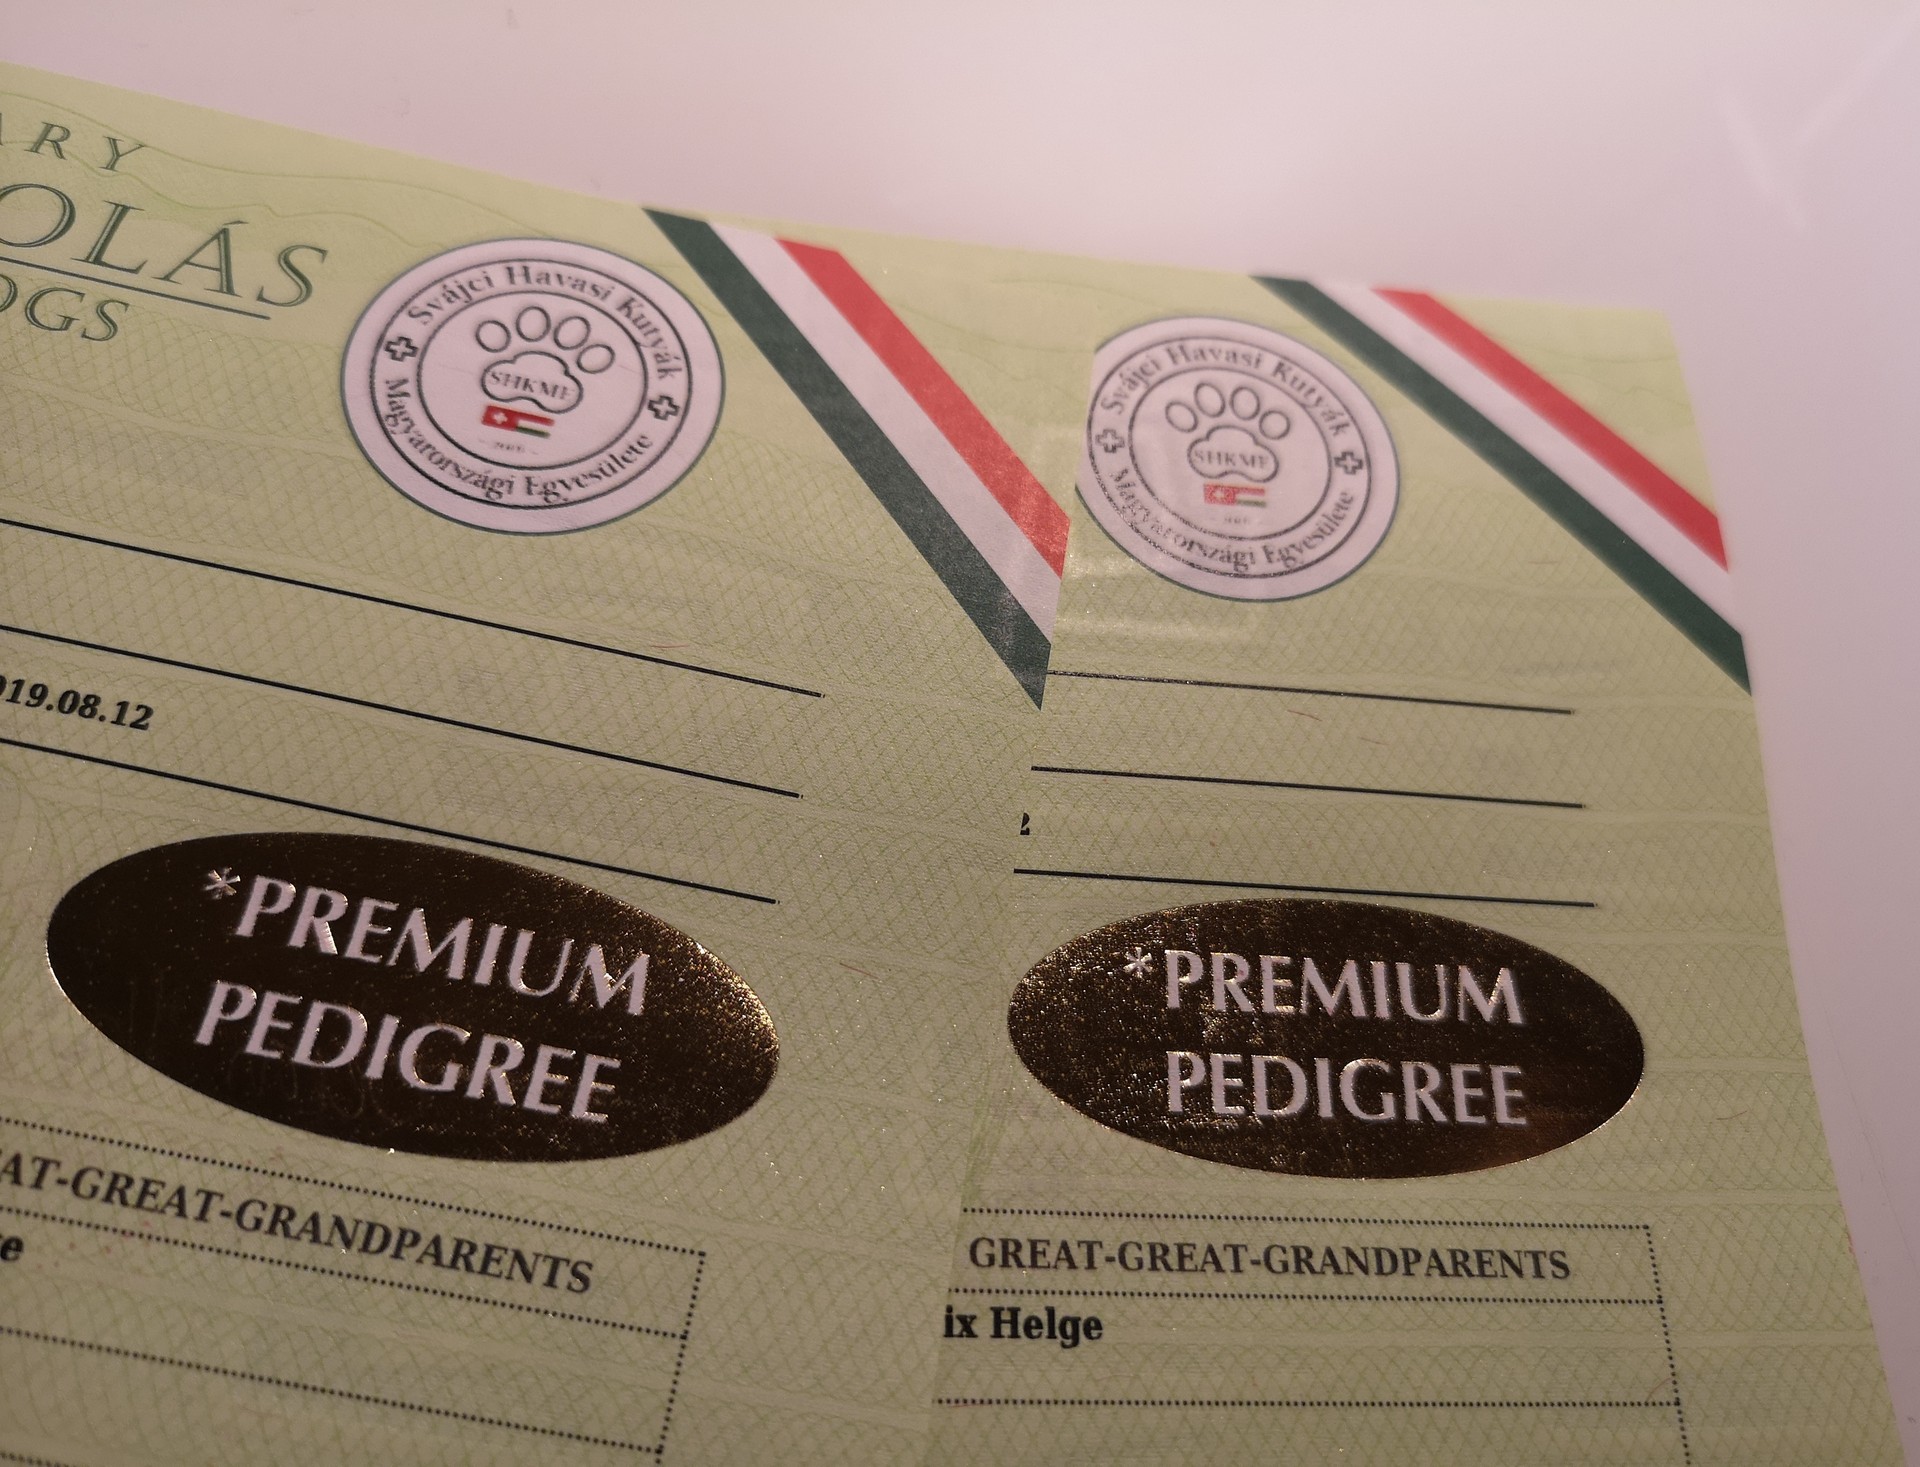 ARY
OLÁS
OGS
Svájci Havasi Kutyák
Magyarországi Egyesülete
SHKME
019.08.12
*PREMIUM
PEDIGREE
EAT-GREAT-GRANDPARENTS
e
Svájci Havasi Kutyák
Magyarországi Egyesülete
SHKME
2
*PREMIUM
PEDIGREE
GREAT-GREAT-GRANDPARENTS
ix Helge